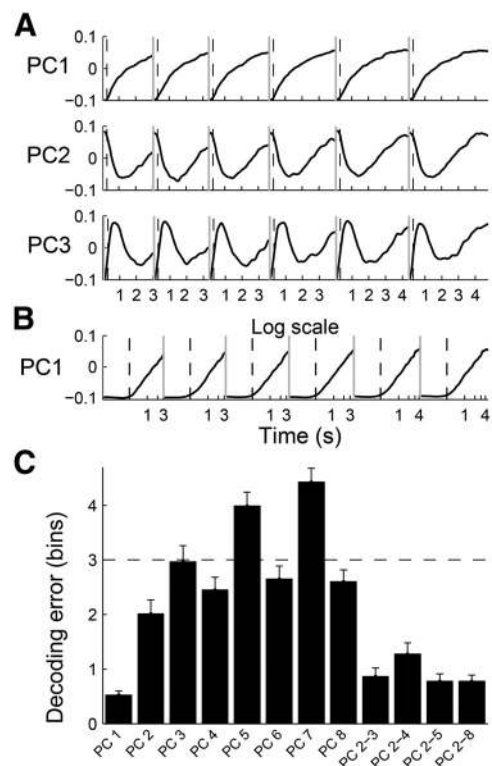 A
PC1
0.1
0
−0.1
PC2
0.1
0
−0.1
PC3
0.1
0
−0.1
1 2 3 1 2 3 1 2 3 1 2 3 1 2 3 4 1 2 3 4
Log scale
B
PC1
0.1
0
−0.1
1 3 1 3 1 3 1 3 1 4 1 4
Time (s)
C
Decoding error (bins)
4
3
2
1
0
PC 1 PC 2 PC 3 PC 4 PC 5 PC 6 PC 7 PC 8 PC 2−3 PC 2−4 PC 2−5 PC 2−8